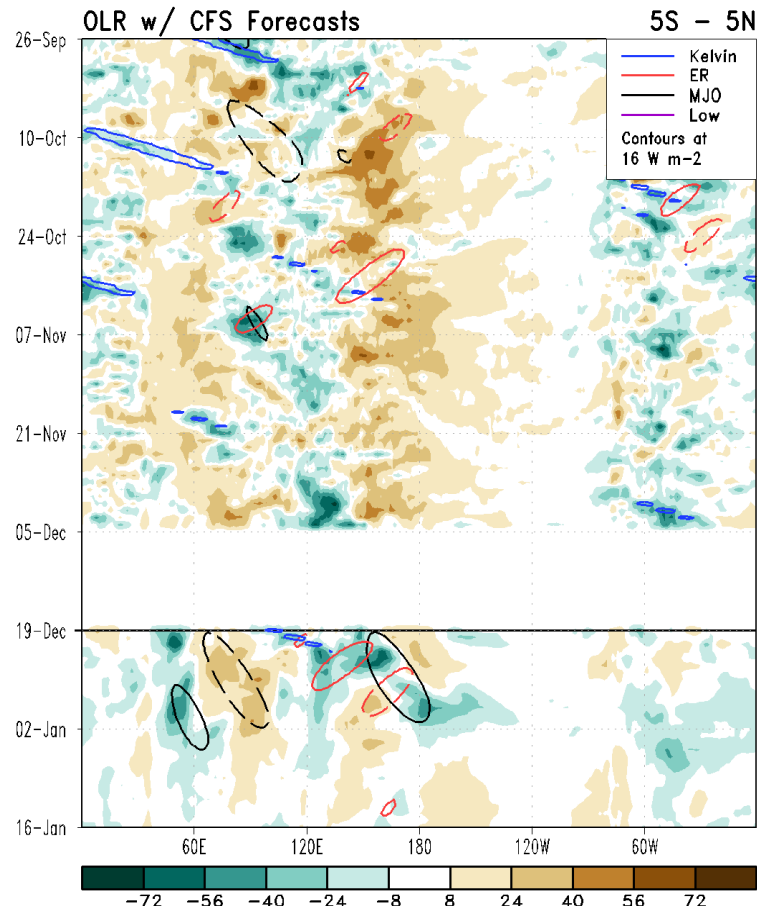 OLR w/ CFS Forecasts 5S - 5N
26-Sep
10-Oct
24-Oct
07-Nov
21-Nov
05-Dec
19-Dec
02-Jan
16-Jan
Kelvin
ER
MJO
Low
Contours at
16 W m-2
60E 120E 180 120W 60W
-72 -56 -40 -24 -8 8 24 40 56 72